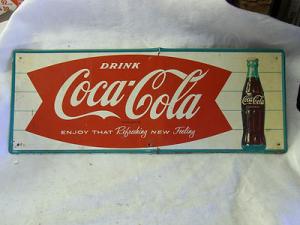 DRINK
Coca-Cola
ENJOY THAT Refreshing NEW Feeling
Coca-Cola